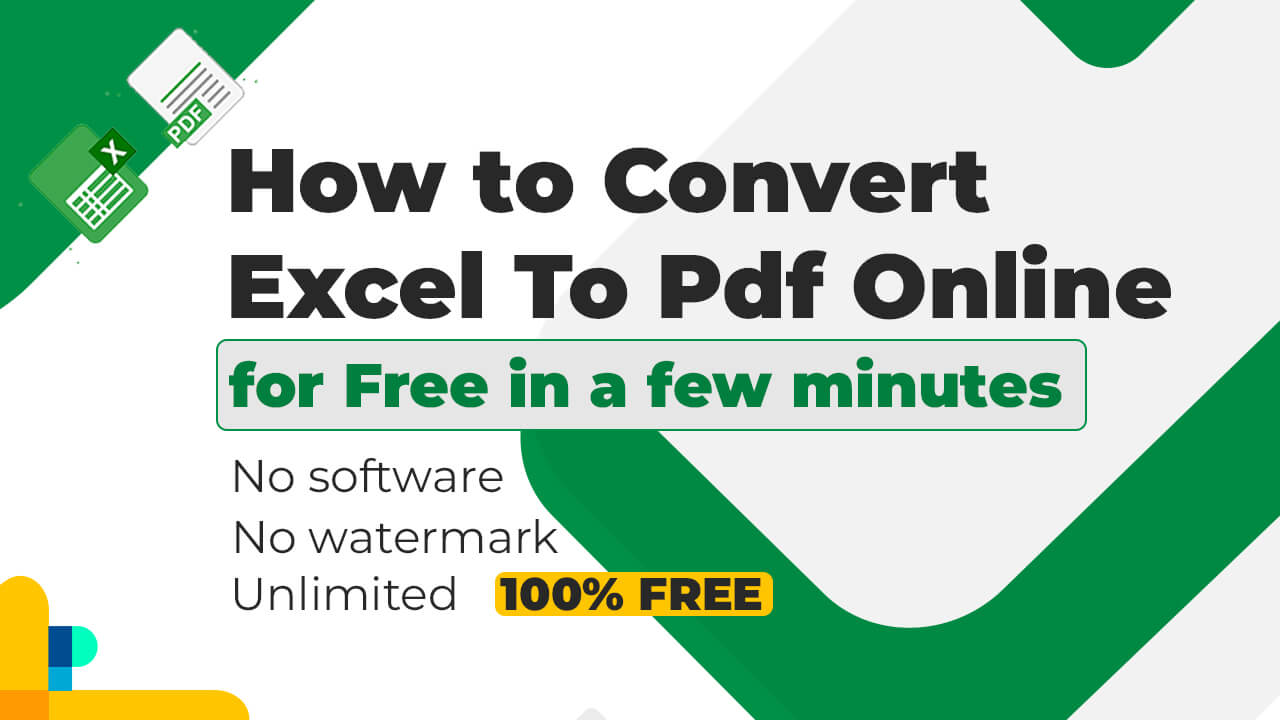 PDF
X
How to Convert
Excel To Pdf Online
for Free in a few minutes
No software
No watermark
Unlimited 100% FREE